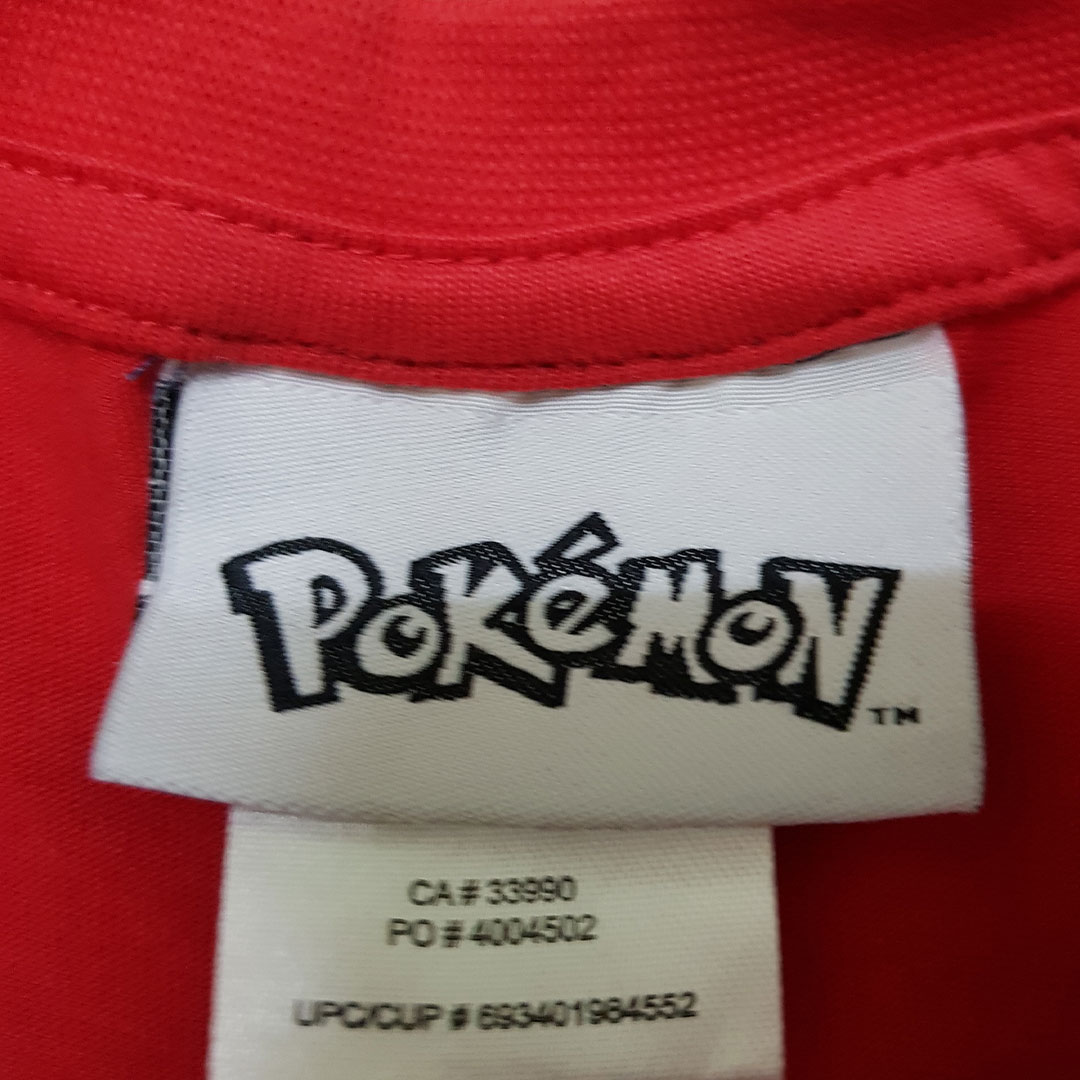 POKéMON TM
CA # 33990
PO # 4004502
UPC/CUP # 693401984552